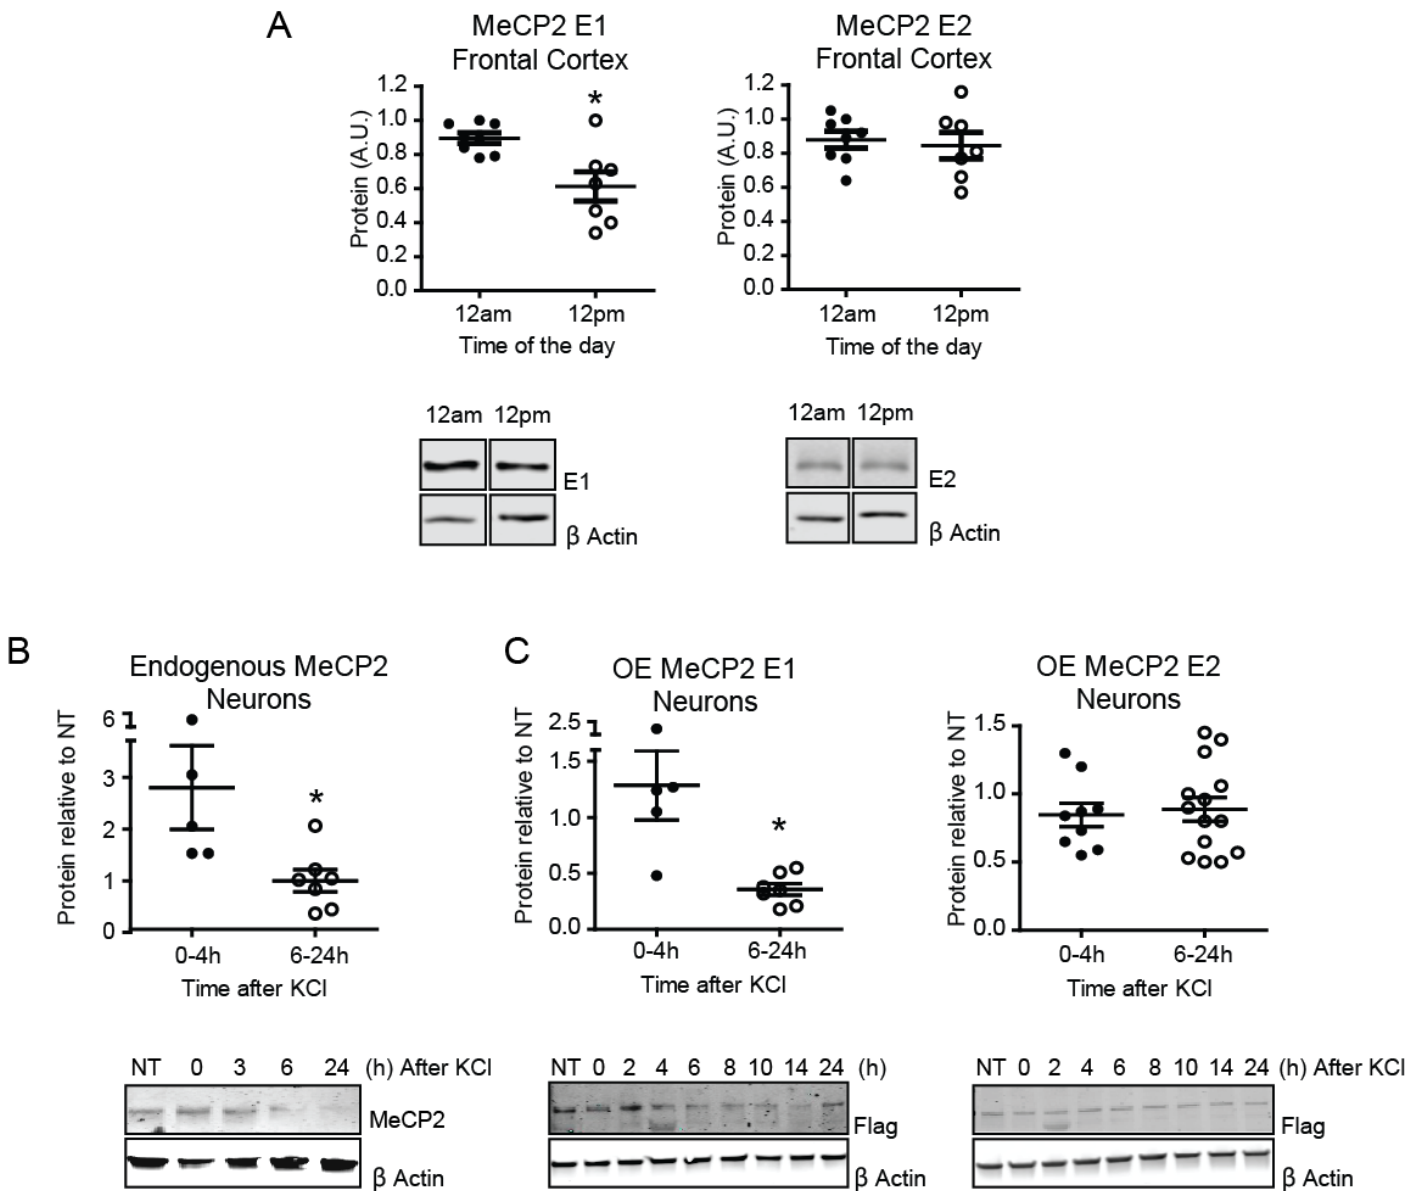 A
MeCP2 E1
Frontal Cortex
Protein (A.U.)
1.2
1.0
0.8
0.6
0.4
0.2
0.0
*
12am 12pm
Time of the day
MeCP2 E2
Frontal Cortex
Protein (A.U.)
1.2
1.0
0.8
0.6
0.4
0.2
0.0
12am 12pm
Time of the day
12am 12pm
E1
β Actin
12am 12pm
E2
β Actin
B
Endogenous MeCP2
Neurons
Protein relative to NT
6
3
2
1
0
*
0-4h 6-24h
Time after KCl
NT 0 3 6 24 (h) After KCl
MeCP2
β Actin
C
OE MeCP2 E1
Neurons
Protein relative to NT
2.5
1.5
1.0
0.5
0.0
*
0-4h 6-24h
Time after KCl
NT 0 2 4 6 8 10 14 24 (h)
Flag
β Actin
OE MeCP2 E2
Neurons
Protein relative to NT
1.5
1.0
0.5
0.0
0-4h 6-24h
Time after KCl
NT 0 2 4 6 8 10 14 24 (h) After KCl
Flag
β Actin